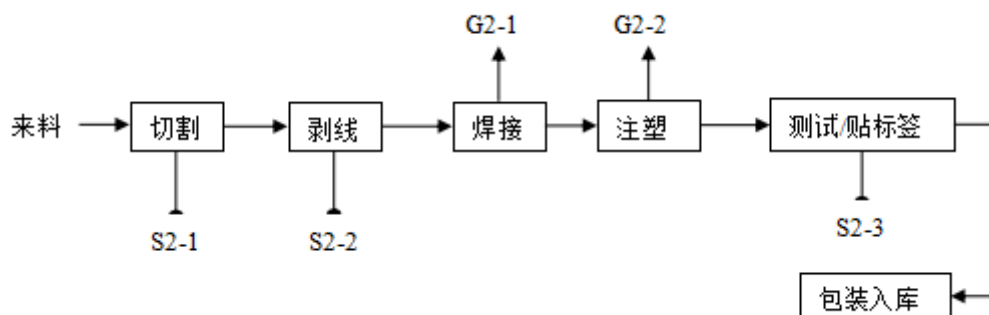 G2-1
G2-2
来料
切割
剥线
焊接
注塑
测试/贴标签
S2-1
S2-2
S2-3
包装入库